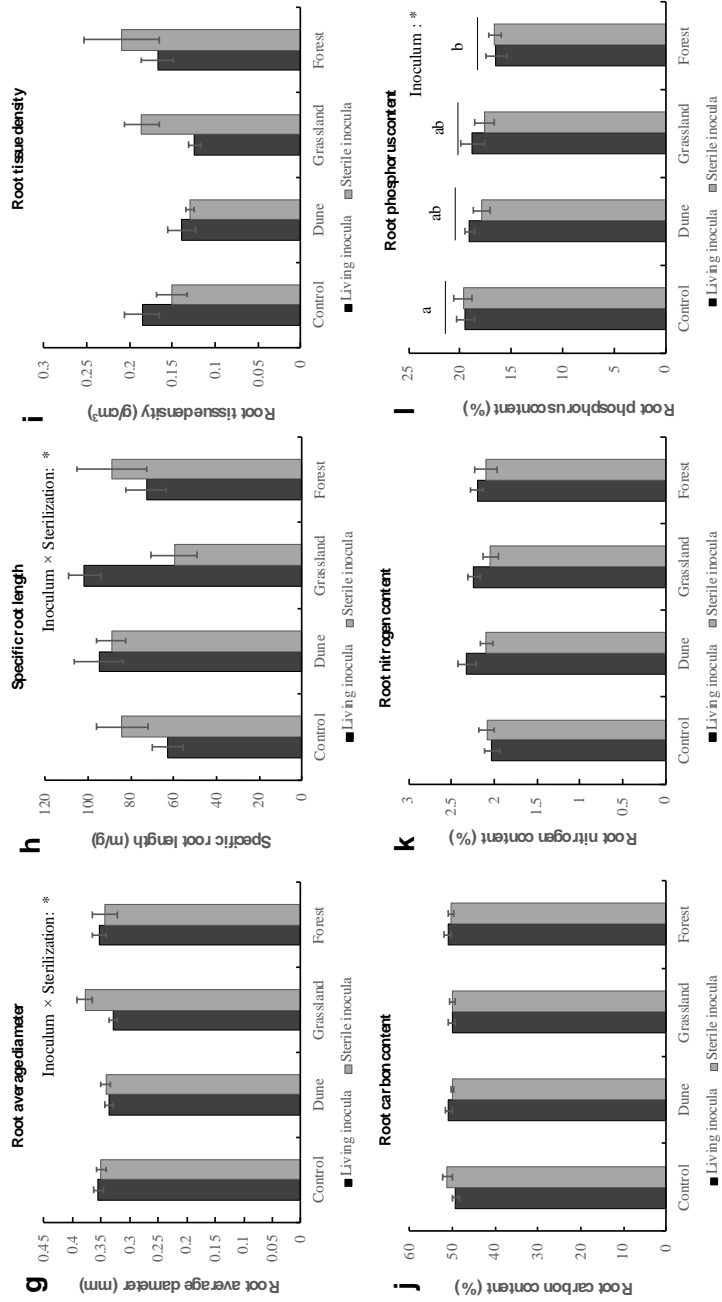 g
Root average diameter
Inoculum × Sterilization: *
Root average diameter (mm)
0.45
0.4
0.35
0.3
0.25
0.2
0.15
0.1
0.05
0
Control Dune Grassland Forest
Living inocula Sterile inocula
h
Specific root length
Inoculum × Sterilization: *
Specific root length (m/g)
120
100
80
60
40
20
0
Control Dune Grassland Forest
Living inocula Sterile inocula
i
Root tissue density
Root tissue density (g/cm³)
0.3
0.25
0.2
0.15
0.1
0.05
0
Control Dune Grassland Forest
Living inocula Sterile inocula
j
Root carbon content
Root carbon content (%)
60
50
40
30
20
10
0
Control Dune Grassland Forest
Living inocula Sterile inocula
k
Root nitrogen content
Root nitrogen content (%)
3
2.5
2
1.5
1
0.5
0
Control Dune Grassland Forest
Living inocula Sterile inocula
l
Root phosphorus content
Inoculum : *
Root phosphorus content (%)
25
20
15
10
5
0
a ab ab b
Control Dune Grassland Forest
Living inocula Sterile inocula